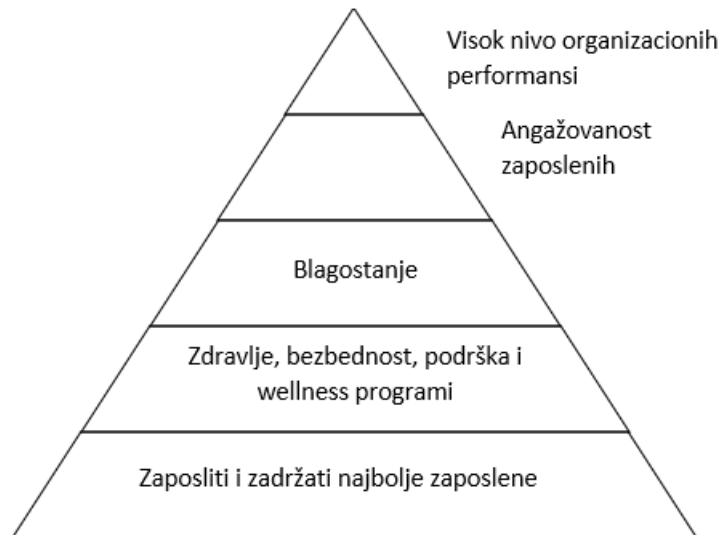 Visok nivo organizacionih
performansi
Angažovanost
zaposlenih
Blagostanje
Zdravlje, bezbednost, podrška i
wellness programi
Zaposliti i zadržati najbolje zaposlene